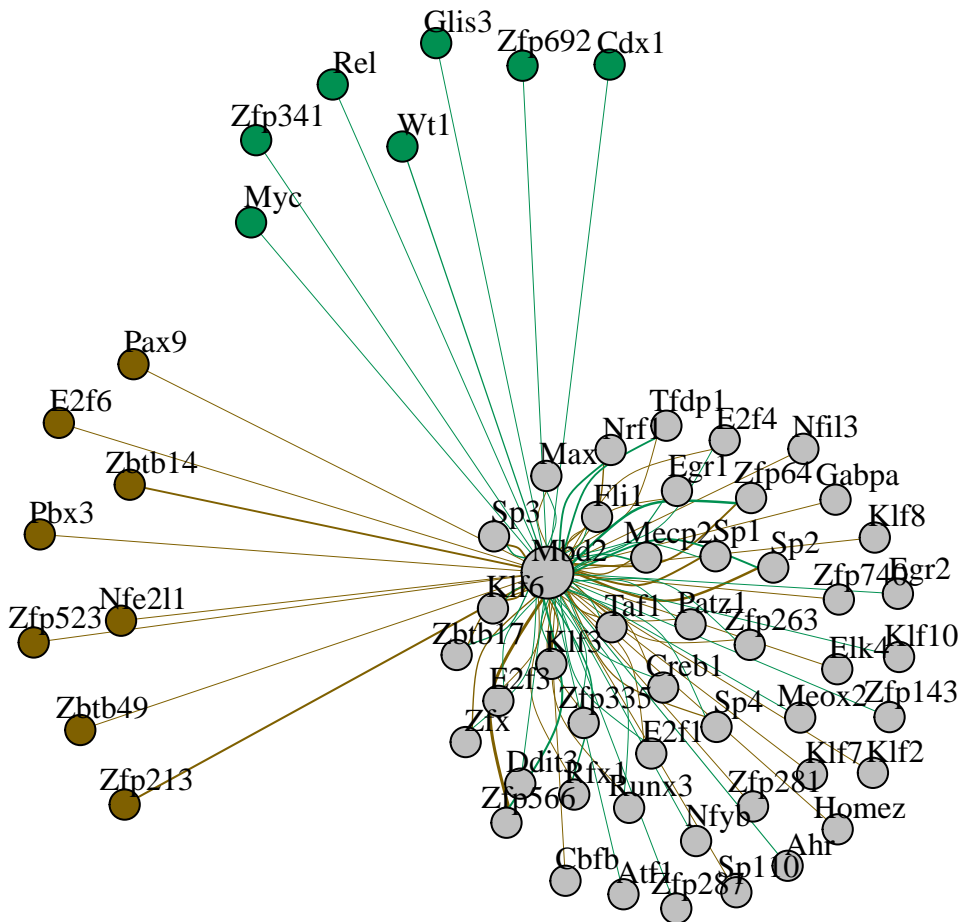 Glis3
Zfp692
Cdx1
Rel
Zfp341
Wt1
Myc
Pax9
E2f6
Tfdp1
Nrf1
E2f4
Nfil3
Zbtb14
Max
Egr1
Zfp64
Gabpa
Fli1
Pbx3
Sp3
Mecp2
Sp1
Sp2
Klf8
Mbd2
Zfp740
Egr2
Klf6
Zfp523
Nfe2l1
Taf1
Patz1
Zfp263
Zbtb17
Klf3
Elk4
Klf10
E2f3
Creb1
Zbtb49
Zfx
Zfp335
E2f1
Sp4
Meox2
Zfp143
Zfp213
Ddit3
Rfx1
Runx3
Zfp281
Klf7
Klf2
Zfp566
Nfyb
Homez
Cbfb
Atf1
Zfp287
Sp110
Ahr